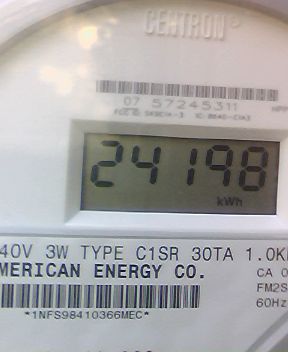 CENTRON
07 57245311
24198
kWh
40V 3W TYPE C1SR 30TA 1.0K
MERICAN ENERGY CO.
CA 0
FM2S
60Hz
*1NFS98410366MEC*